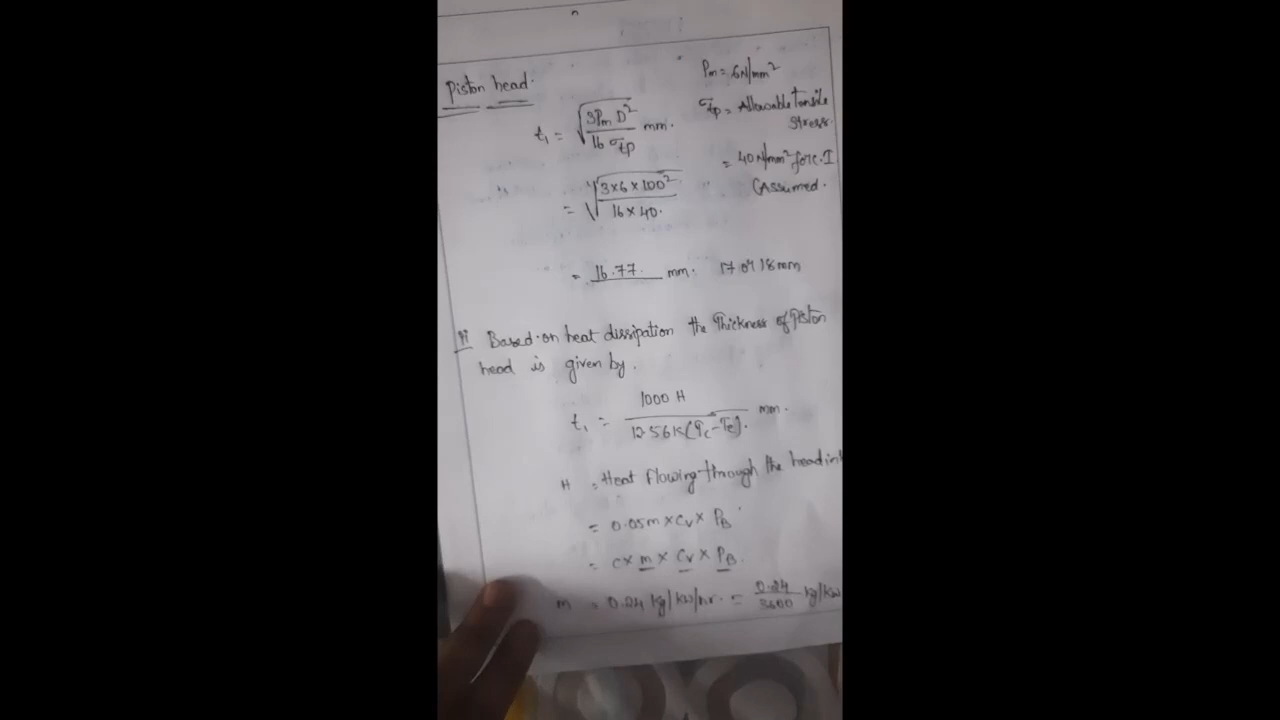 Piston head.
Pm = 6N/mm²
t₁ = √(3Pm D² / 16 σtp) mm.
σtp = Allowable Tensile
Stress.
= 40N/mm² for C.I
(Assumed.
= √(3×6×100² / 16×40.)
= 16.77. mm. 17 or 18mm
ii Based on heat dissipation the Thickness of Piston
head is given by.
t₁ = 1000 H / 12.56K(Tc-Te). mm.
H = Heat flowing through the head in
= 0.05m × Cv × PB
= C × m × Cv × PB.
m = 0.24 kg/kw/hr. = 0.24/3600 kg/kw